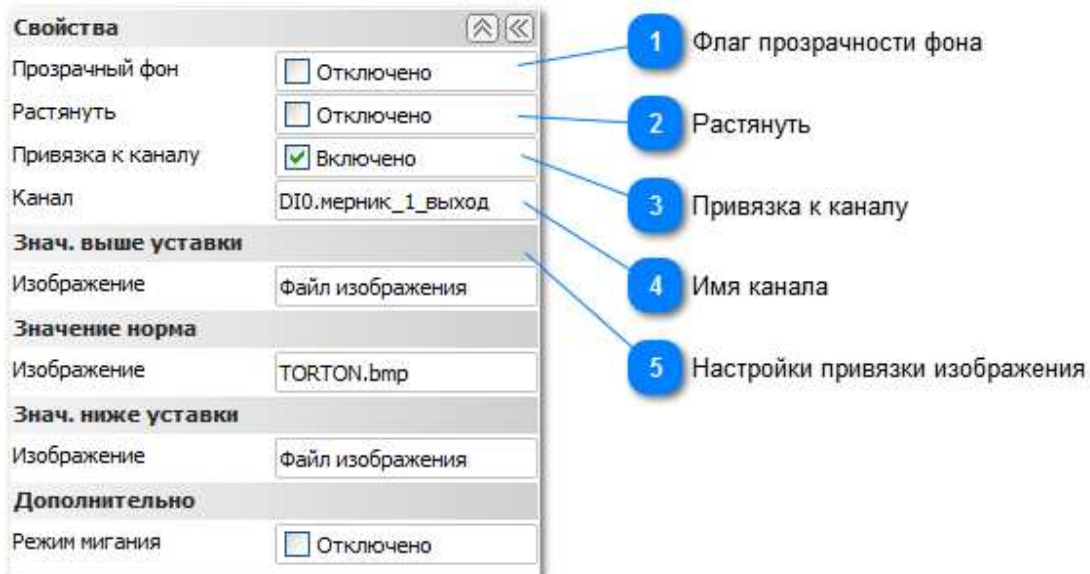 Свойства
Прозрачный фон Отключено
Растянуть Отключено
Привязка к каналу Включено
Канал DI0.мерник_1_выход
Знач. выше уставки
Изображение Файл изображения
Значение норма
Изображение TORTON.bmp
Знач. ниже уставки
Изображение Файл изображения
Дополнительно
Режим мигания Отключено
1 Флаг прозрачности фона
2 Растянуть
3 Привязка к каналу
4 Имя канала
5 Настройки привязки изображения